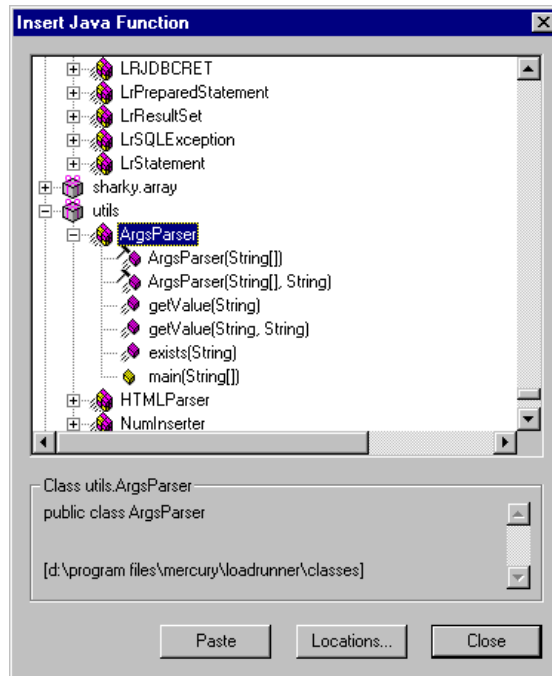 Insert Java Function
LRJDBCRET
LrPreparedStatement
LrResultSet
LrSQLException
LrStatement
sharky.array
utils
ArgsParser
ArgsParser(String[])
ArgsParser(String[], String)
getValue(String)
getValue(String, String)
exists(String)
main(String[])
HTMLParser
NumInserter
Class utils.ArgsParser
public class ArgsParser
[d:\program files\mercury\loadrunner\classes]
Paste Locations... Close